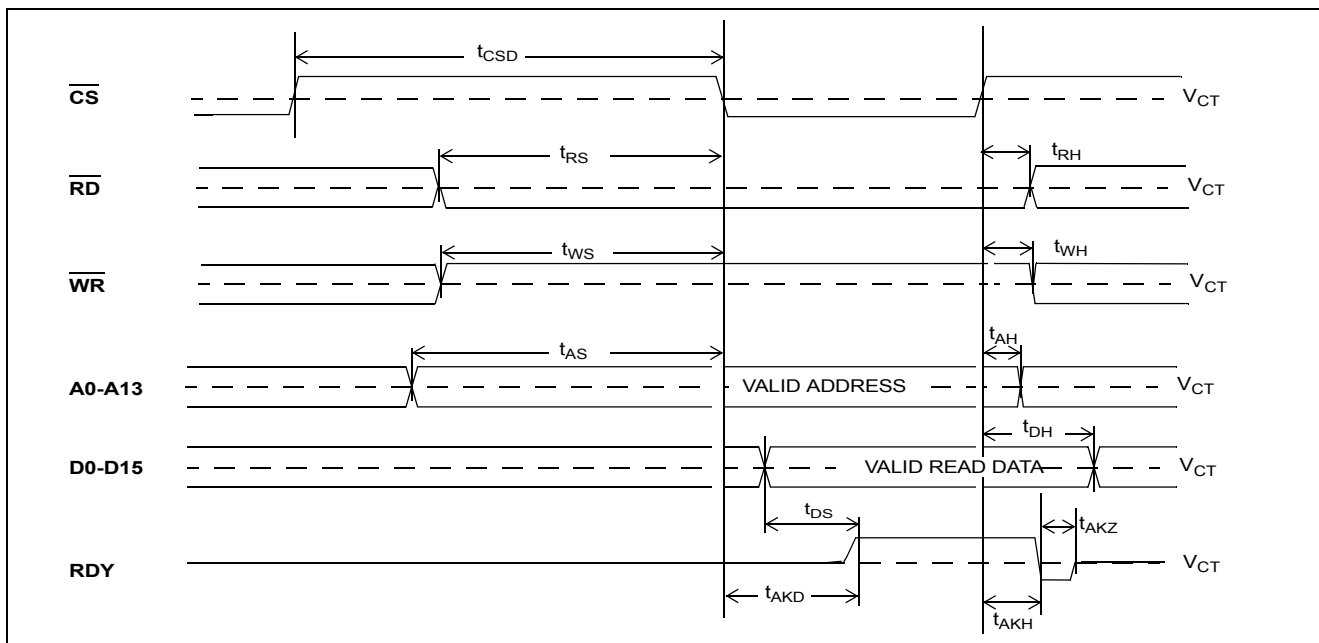 tCSD
CS VCT
tRS tRH
RD VCT
tWS tWH
WR VCT
tAS tAH
A0-A13 VALID ADDRESS VCT
tDH
D0-D15 VALID READ DATA VCT
tDS tAKZ
RDY VCT
tAKD tAKH